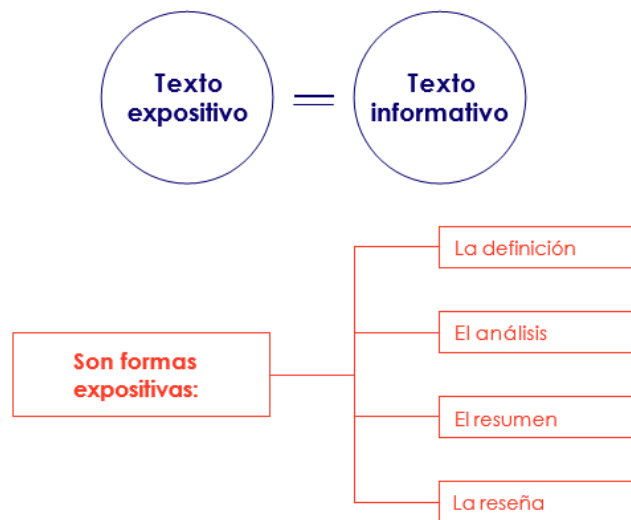 Texto
expositivo
Texto
informativo
La definición
El análisis
Son formas
expositivas:
El resumen
La reseña